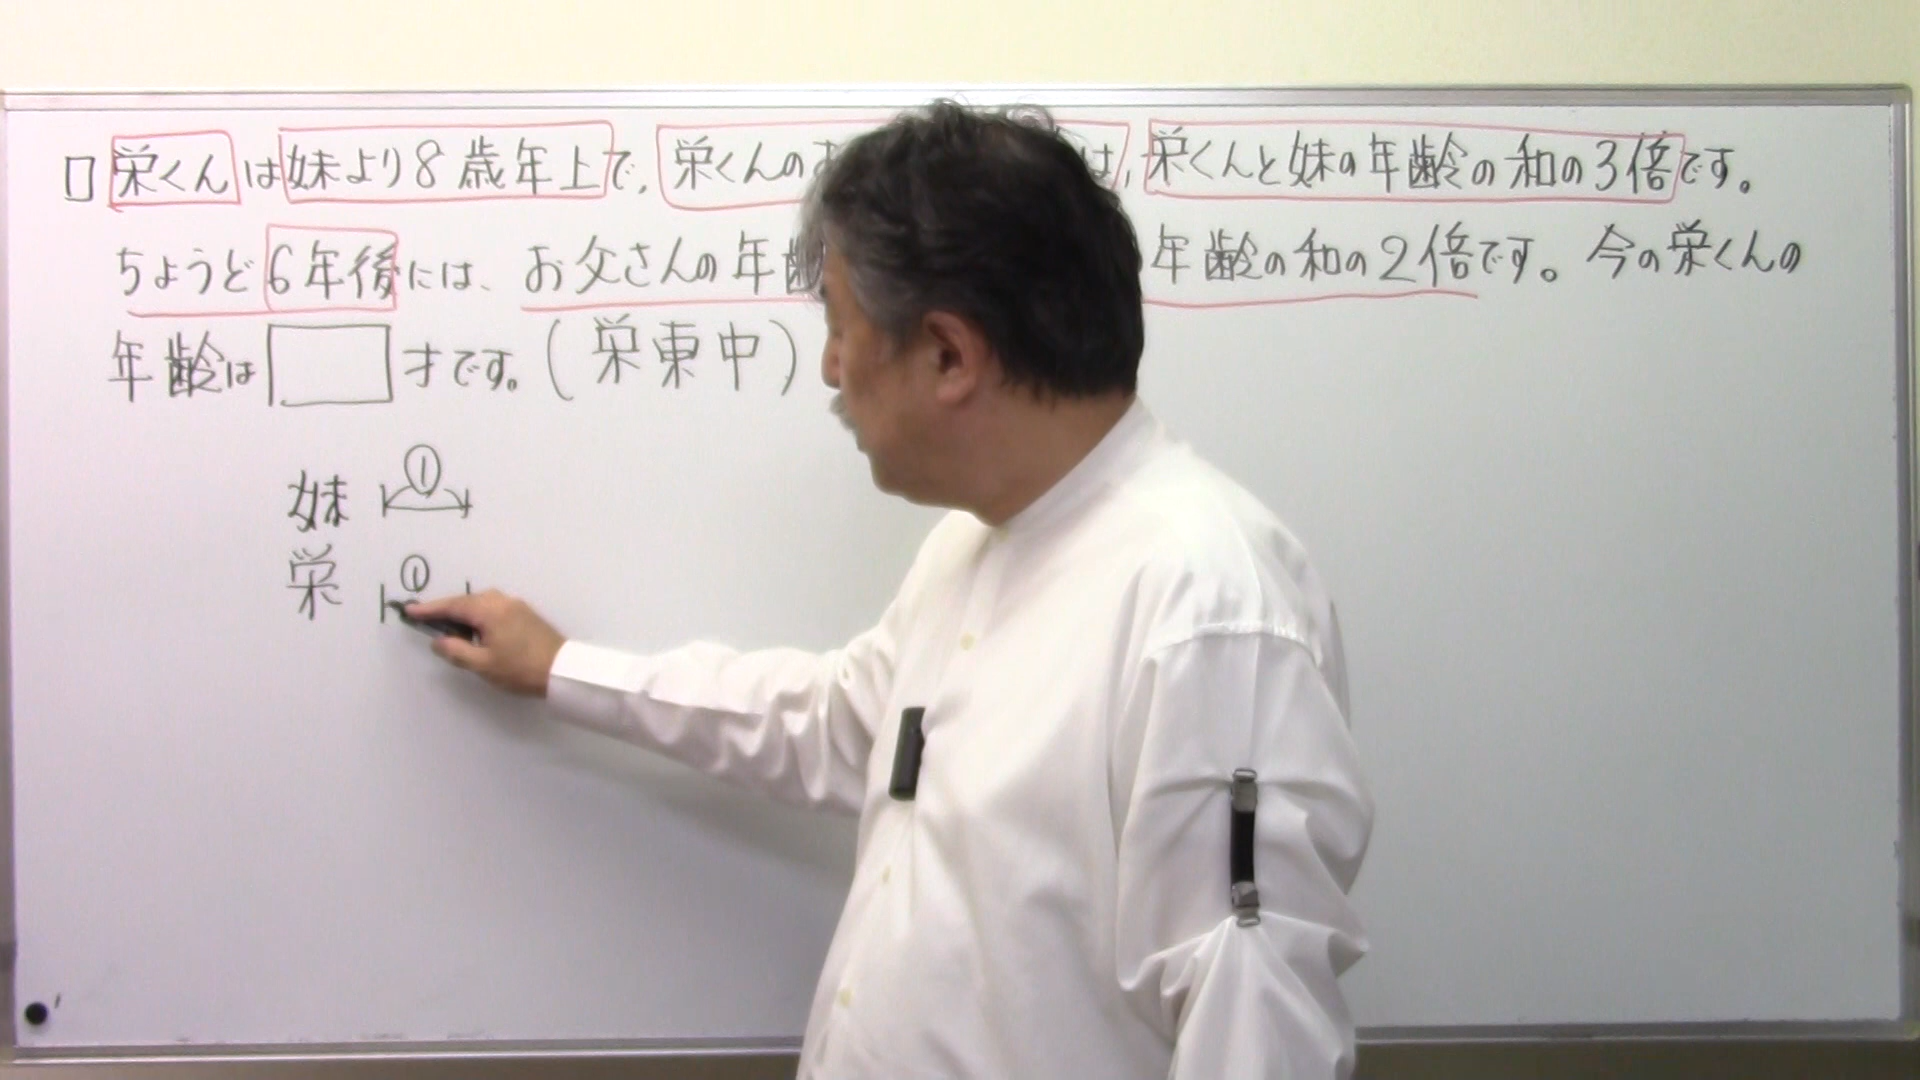 □栄くんは妹より8歳年上で、栄くんのお は、栄くんと妹の年齢の和の3倍です。
ちょうど6年後には、お父さんの年齢 年齢の和の2倍です。今の栄くんの
年齢は□才です。(栄東中)
妹 ①
栄 ①